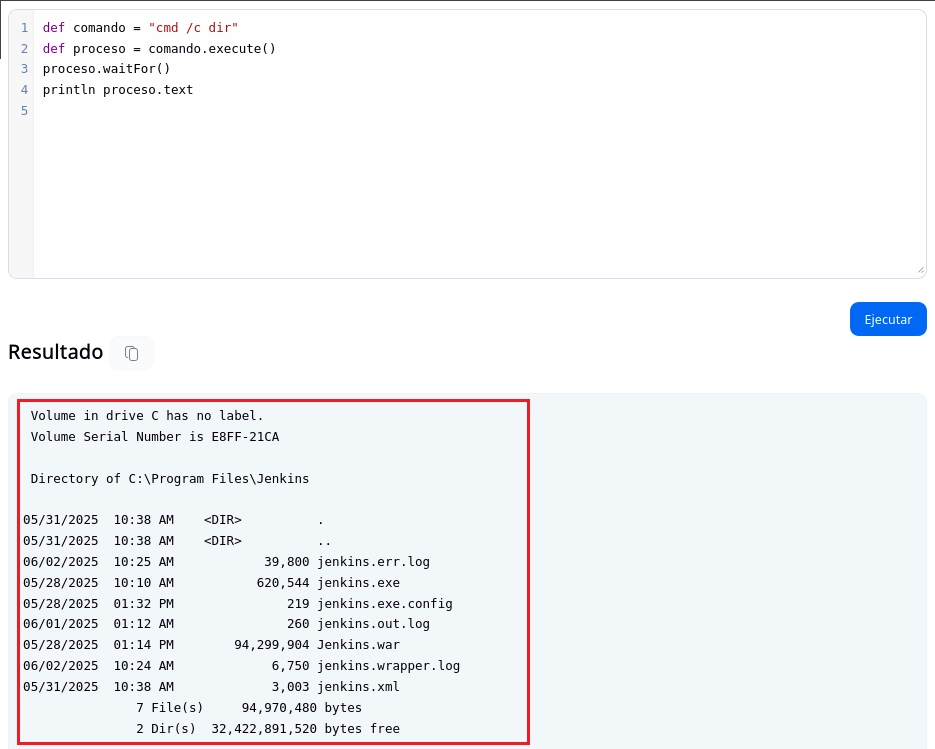 1 def comando = "cmd /c dir"
2 def proceso = comando.execute()
3 proceso.waitFor()
4 println proceso.text
5
Ejecutar
Resultado
Volume in drive C has no label.
Volume Serial Number is E8FF-21CA
Directory of C:\Program Files\Jenkins
05/31/2025  10:38 AM    <DIR>          .
05/31/2025  10:38 AM    <DIR>          ..
06/02/2025  10:25 AM            39,800 jenkins.err.log
05/28/2025  10:10 AM           620,544 jenkins.exe
05/28/2025  01:32 PM               219 jenkins.exe.config
06/01/2025  01:12 AM               260 jenkins.out.log
05/28/2025  01:14 PM        94,299,904 Jenkins.war
06/02/2025  10:24 AM             6,750 jenkins.wrapper.log
05/31/2025  10:38 AM             3,003 jenkins.xml
7 File(s)     94,970,480 bytes
2 Dir(s)  32,422,891,520 bytes free